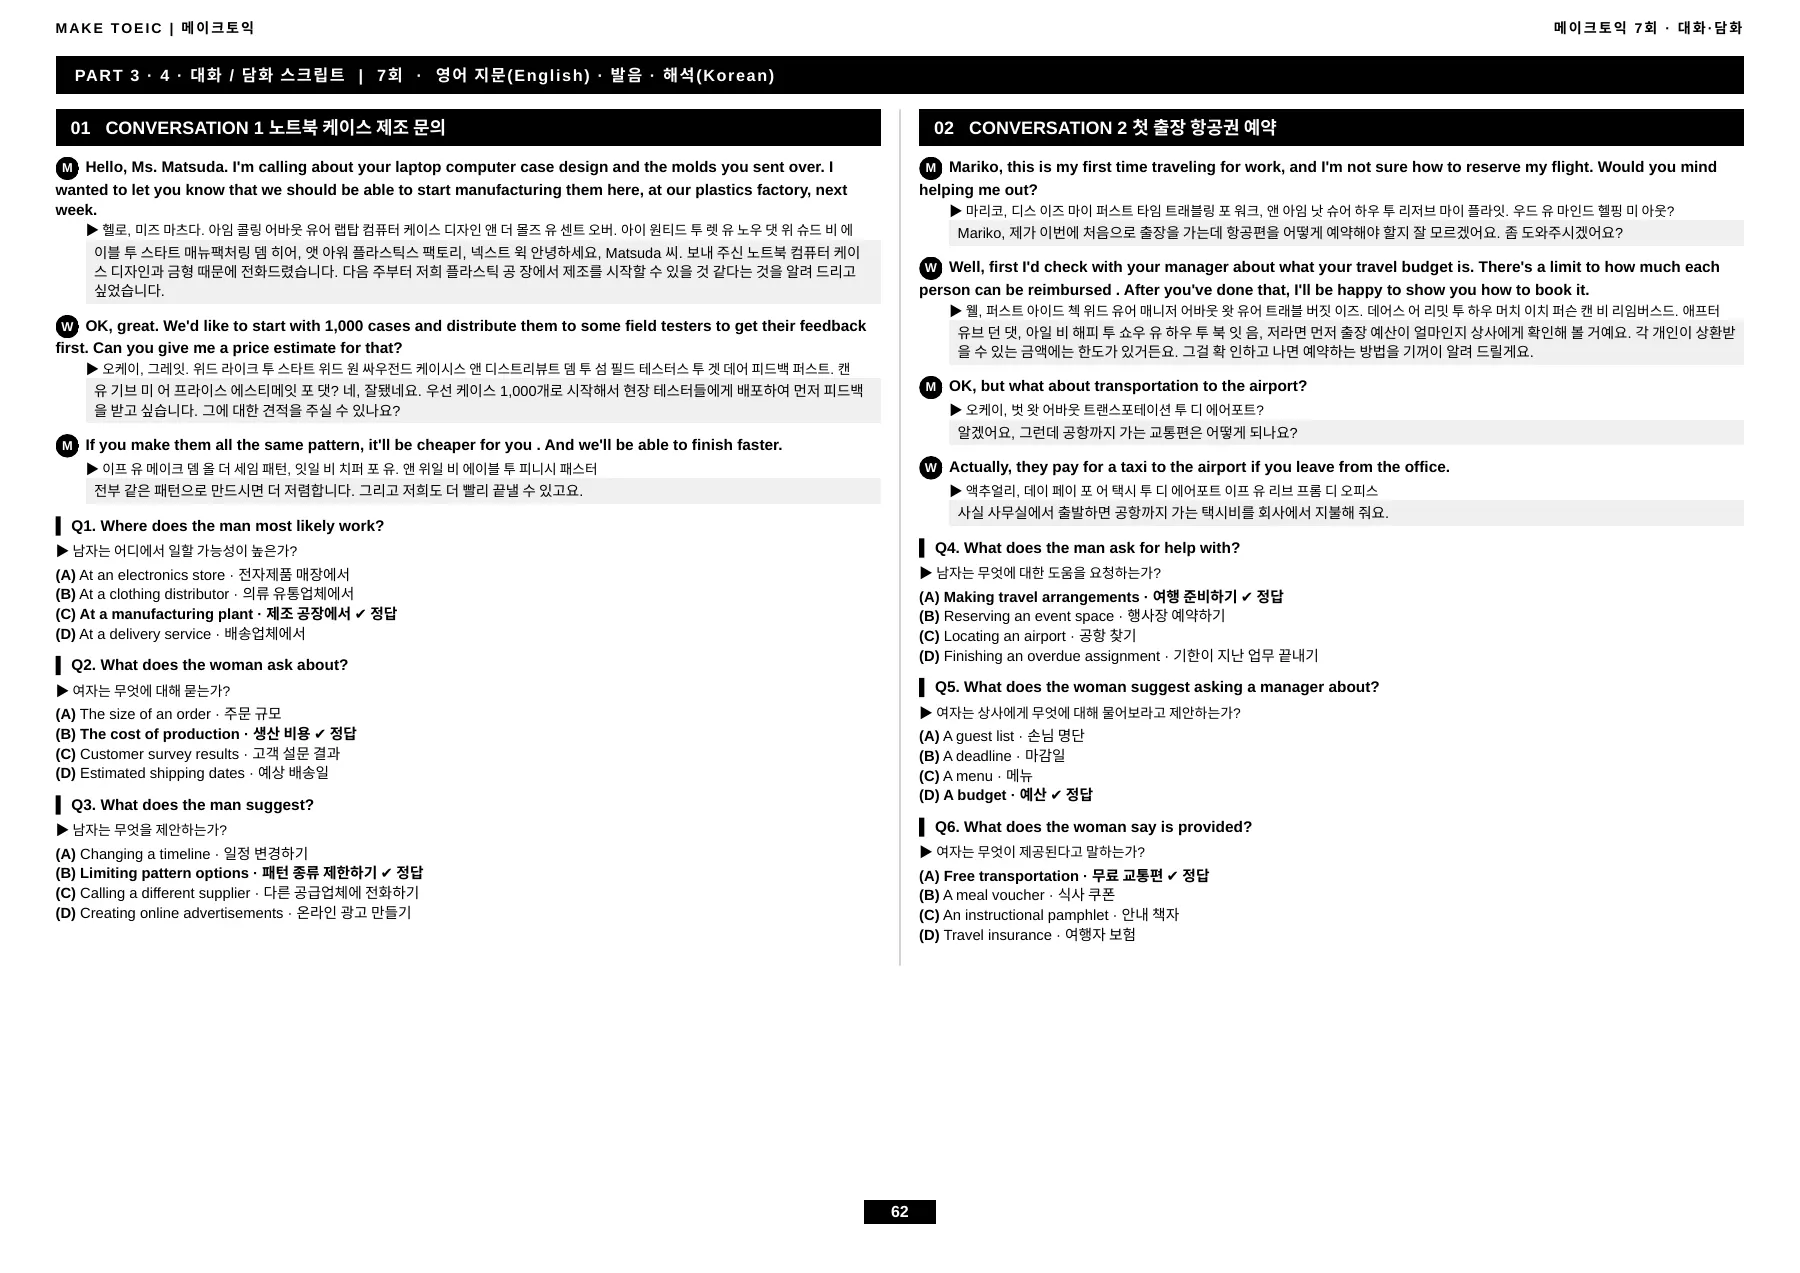 MAKE TOEIC | 메이크토익
메이크토익 7회 · 대화·담화
PART 3 · 4 · 대화 / 담화 스크립트 | 7회 · 영어 지문(English) · 발음 · 해석(Korean)
01 CONVERSATION 1 노트북 케이스 제조 문의
M Hello, Ms. Matsuda. I'm calling about your laptop computer case design and the molds you sent over. I
wanted to let you know that we should be able to start manufacturing them here, at our plastics factory, next
week.
▶ 헬로, 미즈 마츠다. 아임 콜링 어바웃 유어 랩탑 컴퓨터 케이스 디자인 앤 더 몰즈 유 센트 오버. 아이 원티드 투 렛 유 노우 댓 위 슈드 비 에
이블 투 스타트 매뉴팩처링 뎀 히어, 앳 아워 플라스틱스 팩토리, 넥스트 윅 안녕하세요, Matsuda 씨. 보내 주신 노트북 컴퓨터 케이
스 디자인과 금형 때문에 전화드렸습니다. 다음 주부터 저희 플라스틱 공 장에서 제조를 시작할 수 있을 것 같다는 것을 알려 드리고
싶었습니다.
W OK, great. We'd like to start with 1,000 cases and distribute them to some field testers to get their feedback
first. Can you give me a price estimate for that?
▶ 오케이, 그레잇. 위드 라이크 투 스타트 위드 원 싸우전드 케이시스 앤 디스트리뷰트 뎀 투 섬 필드 테스터스 투 겟 데어 피드백 퍼스트. 캔
유 기브 미 어 프라이스 에스티메잇 포 댓? 네, 잘됐네요. 우선 케이스 1,000개로 시작해서 현장 테스터들에게 배포하여 먼저 피드백
을 받고 싶습니다. 그에 대한 견적을 주실 수 있나요?
M If you make them all the same pattern, it'll be cheaper for you . And we'll be able to finish faster.
▶ 이프 유 메이크 뎀 올 더 세임 패턴, 잇일 비 치퍼 포 유. 앤 위일 비 에이블 투 피니시 패스터
전부 같은 패턴으로 만드시면 더 저렴합니다. 그리고 저희도 더 빨리 끝낼 수 있고요.
Q1. Where does the man most likely work?
▶ 남자는 어디에서 일할 가능성이 높은가?
(A) At an electronics store · 전자제품 매장에서
(B) At a clothing distributor · 의류 유통업체에서
(C) At a manufacturing plant · 제조 공장에서 ✔ 정답
(D) At a delivery service · 배송업체에서
Q2. What does the woman ask about?
▶ 여자는 무엇에 대해 묻는가?
(A) The size of an order · 주문 규모
(B) The cost of production · 생산 비용 ✔ 정답
(C) Customer survey results · 고객 설문 결과
(D) Estimated shipping dates · 예상 배송일
Q3. What does the man suggest?
▶ 남자는 무엇을 제안하는가?
(A) Changing a timeline · 일정 변경하기
(B) Limiting pattern options · 패턴 종류 제한하기 ✔ 정답
(C) Calling a different supplier · 다른 공급업체에 전화하기
(D) Creating online advertisements · 온라인 광고 만들기
02 CONVERSATION 2 첫 출장 항공권 예약
M Mariko, this is my first time traveling for work, and I'm not sure how to reserve my flight. Would you mind
helping me out?
▶ 마리코, 디스 이즈 마이 퍼스트 타임 트래블링 포 워크, 앤 아임 낫 슈어 하우 투 리저브 마이 플라잇. 우드 유 마인드 헬핑 미 아웃?
Mariko, 제가 이번에 처음으로 출장을 가는데 항공편을 어떻게 예약해야 할지 잘 모르겠어요. 좀 도와주시겠어요?
W Well, first I'd check with your manager about what your travel budget is. There's a limit to how much each
person can be reimbursed . After you've done that, I'll be happy to show you how to book it.
▶ 웰, 퍼스트 아이드 첵 위드 유어 매니저 어바웃 왓 유어 트래블 버짓 이즈. 데어스 어 리밋 투 하우 머치 이치 퍼슨 캔 비 리임버스드. 애프터
유브 던 댓, 아일 비 해피 투 쇼우 유 하우 투 북 잇 음, 저라면 먼저 출장 예산이 얼마인지 상사에게 확인해 볼 거예요. 각 개인이 상환받
을 수 있는 금액에는 한도가 있거든요. 그걸 확 인하고 나면 예약하는 방법을 기꺼이 알려 드릴게요.
M OK, but what about transportation to the airport?
▶ 오케이, 벗 왓 어바웃 트랜스포테이션 투 디 에어포트?
알겠어요, 그런데 공항까지 가는 교통편은 어떻게 되나요?
W Actually, they pay for a taxi to the airport if you leave from the office.
▶ 액추얼리, 데이 페이 포 어 택시 투 디 에어포트 이프 유 리브 프롬 디 오피스
사실 사무실에서 출발하면 공항까지 가는 택시비를 회사에서 지불해 줘요.
Q4. What does the man ask for help with?
▶ 남자는 무엇에 대한 도움을 요청하는가?
(A) Making travel arrangements · 여행 준비하기 ✔ 정답
(B) Reserving an event space · 행사장 예약하기
(C) Locating an airport · 공항 찾기
(D) Finishing an overdue assignment · 기한이 지난 업무 끝내기
Q5. What does the woman suggest asking a manager about?
▶ 여자는 상사에게 무엇에 대해 물어보라고 제안하는가?
(A) A guest list · 손님 명단
(B) A deadline · 마감일
(C) A menu · 메뉴
(D) A budget · 예산 ✔ 정답
Q6. What does the woman say is provided?
▶ 여자는 무엇이 제공된다고 말하는가?
(A) Free transportation · 무료 교통편 ✔ 정답
(B) A meal voucher · 식사 쿠폰
(C) An instructional pamphlet · 안내 책자
(D) Travel insurance · 여행자 보험
62